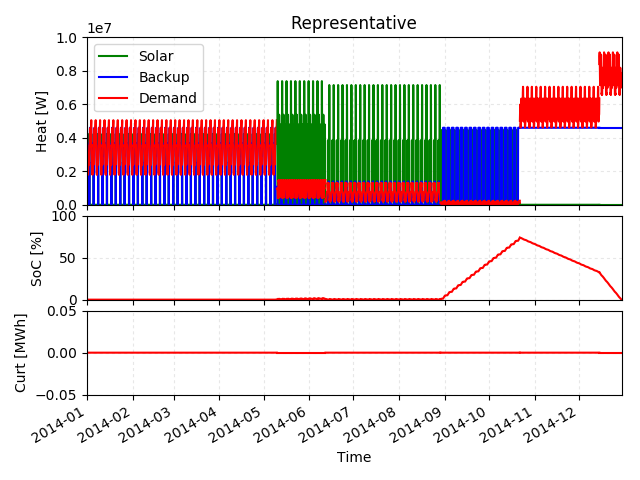 Representative
1e7
1.0
0.8
0.6
0.4
0.2
0.0
Heat [W]
Solar
Backup
Demand
100
50
0
SoC [%]
0.05
0.00
−0.05
Curt [MWh]
2014-01
2014-02
2014-03
2014-04
2014-05
2014-06
2014-07
2014-08
2014-09
2014-10
2014-11
2014-12
Time